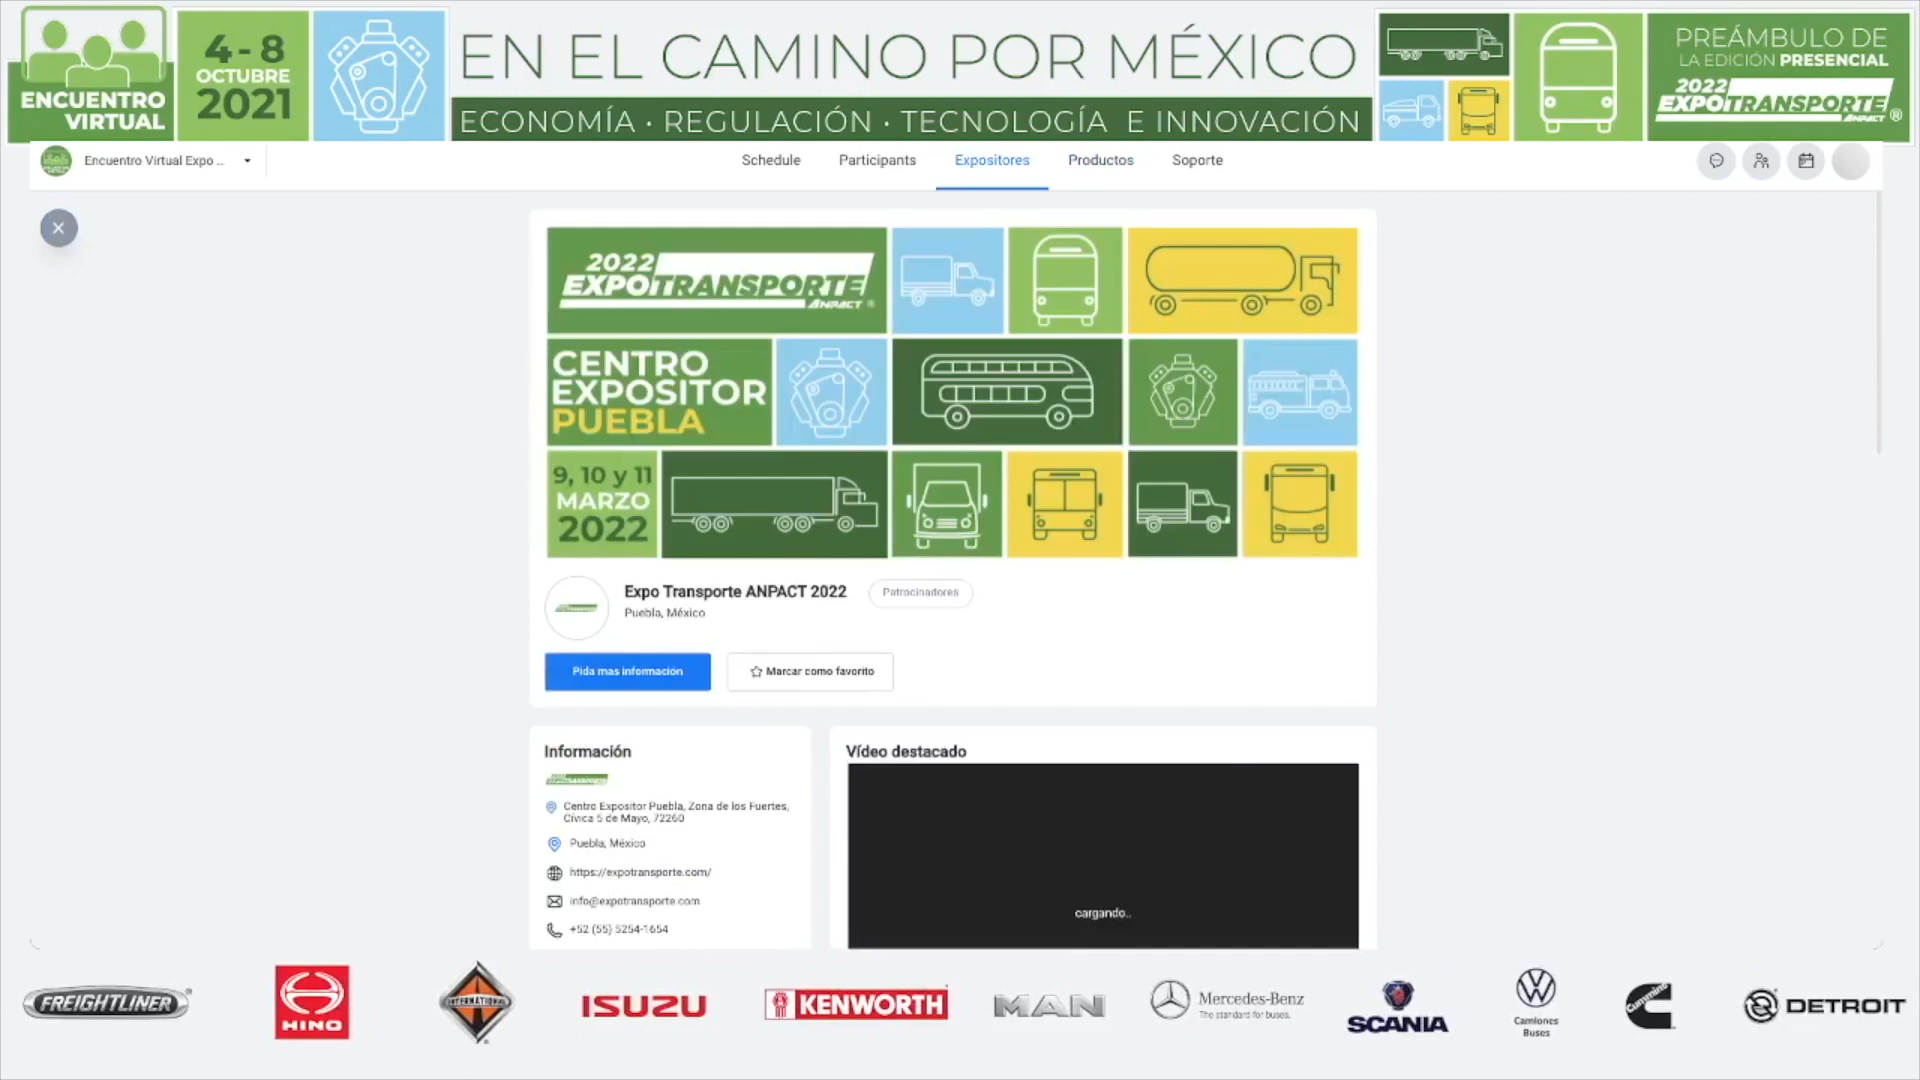 ENCUENTRO
VIRTUAL
4 - 8
OCTUBRE
2021
EN EL CAMINO POR MÉXICO
ECONOMÍA • REGULACIÓN • TECNOLOGÍA E INNOVACIÓN
PREÁMBULO DE
LA EDICIÓN PRESENCIAL
2022
EXPOTRANSPORTE
ANPACT ®
Encuentro Virtual Expo ...
Schedule
Participants
Expositores
Productos
Soporte
2022
EXPOTRANSPORTE
ANPACT ®
CENTRO
EXPOSITOR
PUEBLA
9, 10 y 11
MARZO
2022
Expo Transporte ANPACT 2022
Patrocinadores
Puebla, México
Pida mas información
Marcar como favorito
Información
EXPOTRANSPORTE
Centro Expositor Puebla, Zona de los Fuertes,
Cívica 5 de Mayo, 72260
Puebla, México
https://expotransporte.com/
info@expotransporte.com
+52 (55) 5254-1654
Vídeo destacado
cargando..
FREIGHTLINER®
HINO
INTERNATIONAL®
ISUZU
KENWORTH
MAN
Mercedes-Benz
The standard for buses.
SCANIA
Camiones
Buses
Cummins
DETROIT